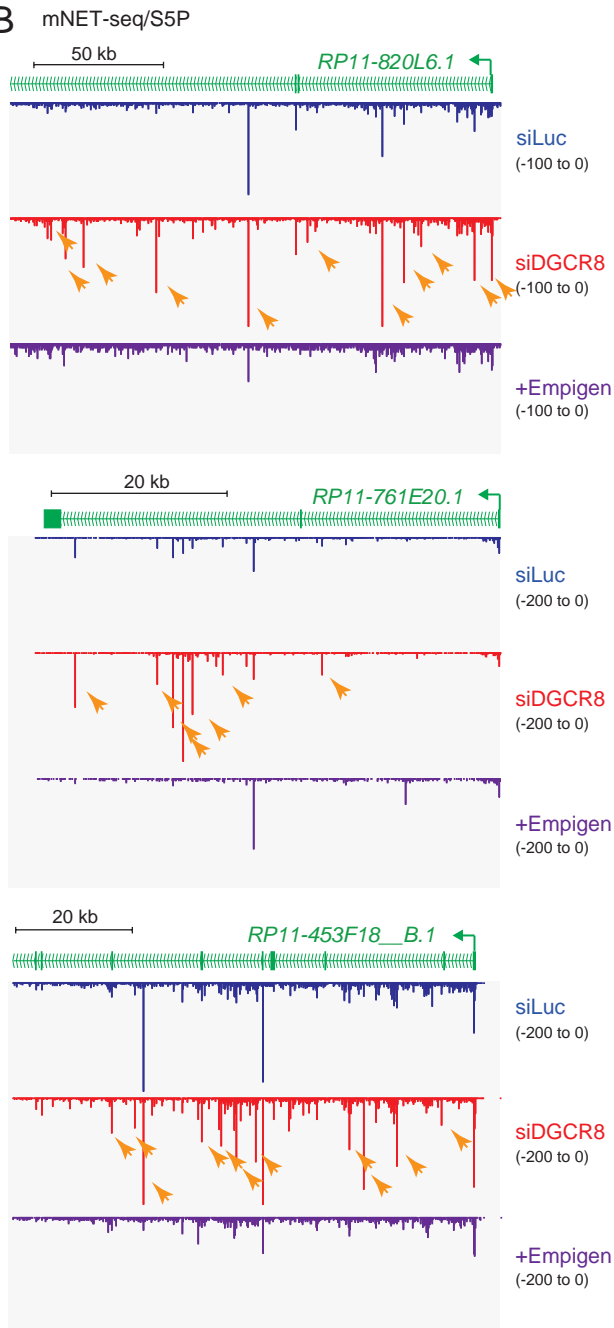 B mNET-seq/S5P
50 kb
RP11-820L6.1
siLuc
(-100 to 0)
siDGCR8
(-100 to 0)
+Empigen
(-100 to 0)
20 kb
RP11-761E20.1
siLuc
(-200 to 0)
siDGCR8
(-200 to 0)
+Empigen
(-200 to 0)
20 kb
RP11-453F18__B.1
siLuc
(-200 to 0)
siDGCR8
(-200 to 0)
+Empigen
(-200 to 0)